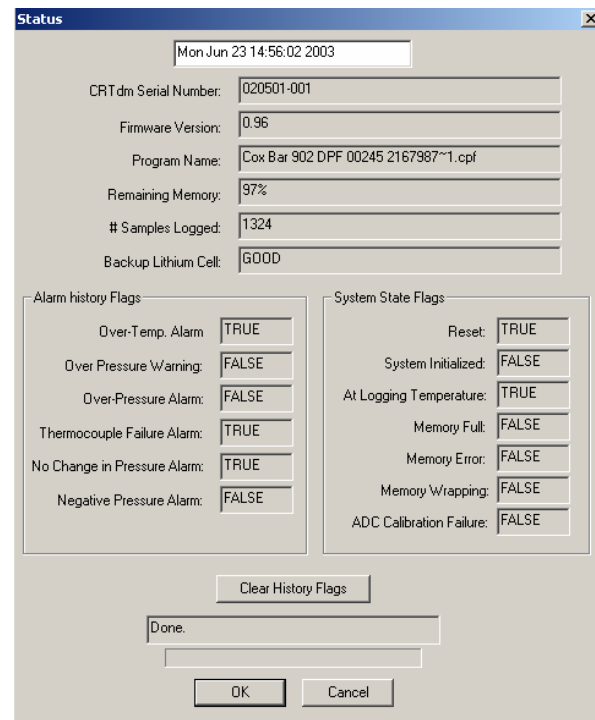 Status
Mon Jun 23 14:56:02 2003
CRTdm Serial Number: 020501-001
Firmware Version: 0.96
Program Name: Cox Bar 902 DPF 00245 2167987~1.cpf
Remaining Memory: 97%
# Samples Logged: 1324
Backup Lithium Cell: GOOD
Alarm history Flags
Over-Temp. Alarm TRUE
Over Pressure Warning: FALSE
Over-Pressure Alarm: FALSE
Thermocouple Failure Alarm: TRUE
No Change in Pressure Alarm: TRUE
Negative Pressure Alarm: FALSE
System State Flags
Reset: TRUE
System Initialized: FALSE
At Logging Temperature: TRUE
Memory Full: FALSE
Memory Error: FALSE
Memory Wrapping: FALSE
ADC Calibration Failure: FALSE
Clear History Flags
Done.
OK Cancel